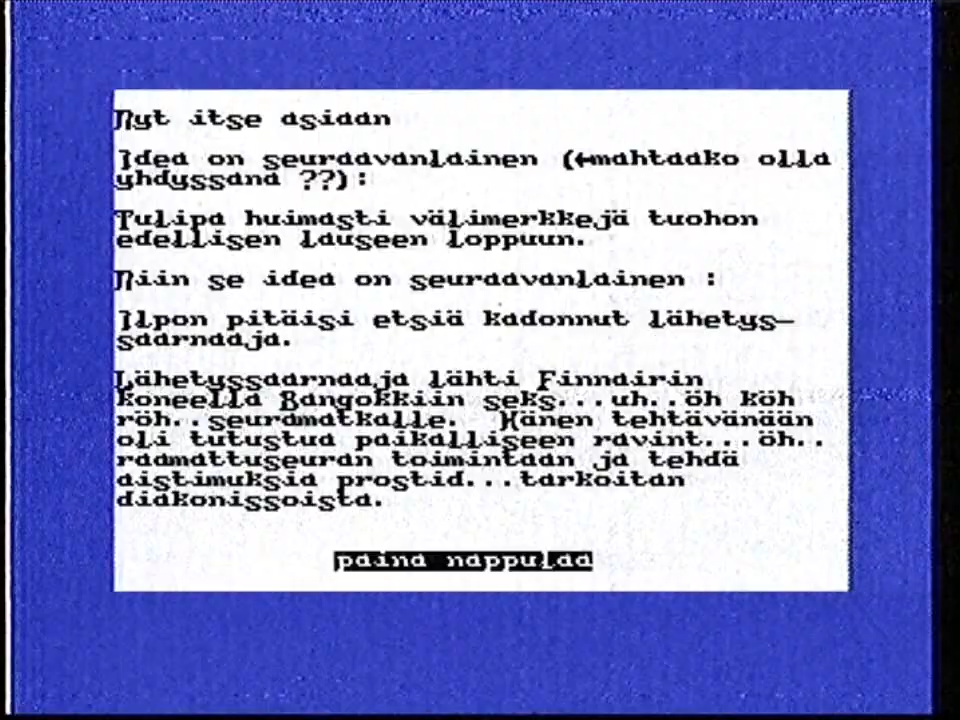 Nyt itse asiaan
Idea on seuraavanlainen (←mahtaako olla
yhdyssana ??):
Tulipa huimasti välimerkkejä tuohon
edellisen lauseen loppuun.
Niin se idea on seuraavanlainen :
Ilpon pitäisi etsiä kadonnut lähetys-
saarnaaja.
Lähetyssaarnaaja lähti Finnairin
koneella Bangokkiin seks...uh..öh köh
röh..seuramatkalle. Hänen tehtävänään
oli tutustua paikalliseen ravint...öh..
raamattuseuran toimintaan ja tehdä
aistimuksia prostid...tarkoitan
diakonissoista.
paina nappulaa